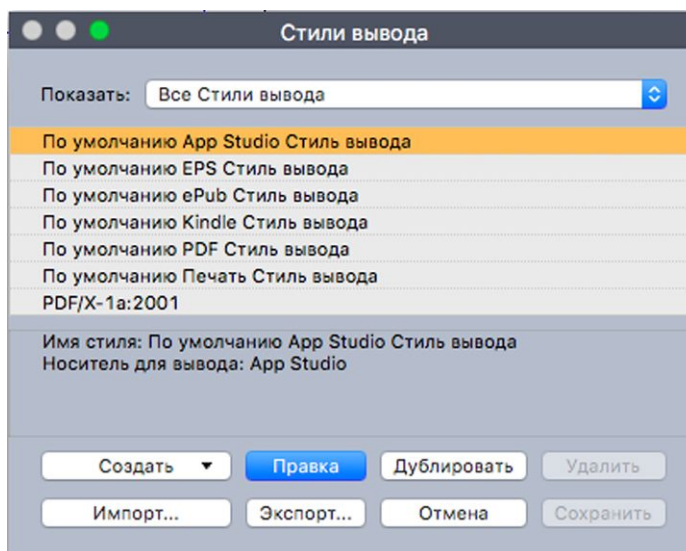 Стили вывода
Показать: Все Стили вывода
По умолчанию App Studio Стиль вывода
По умолчанию EPS Стиль вывода
По умолчанию ePub Стиль вывода
По умолчанию Kindle Стиль вывода
По умолчанию PDF Стиль вывода
По умолчанию Печать Стиль вывода
PDF/X-1a:2001
Имя стиля: По умолчанию App Studio Стиль вывода
Носитель для вывода: App Studio
Создать Правка Дублировать Удалить
Импорт... Экспорт... Отмена Сохранить